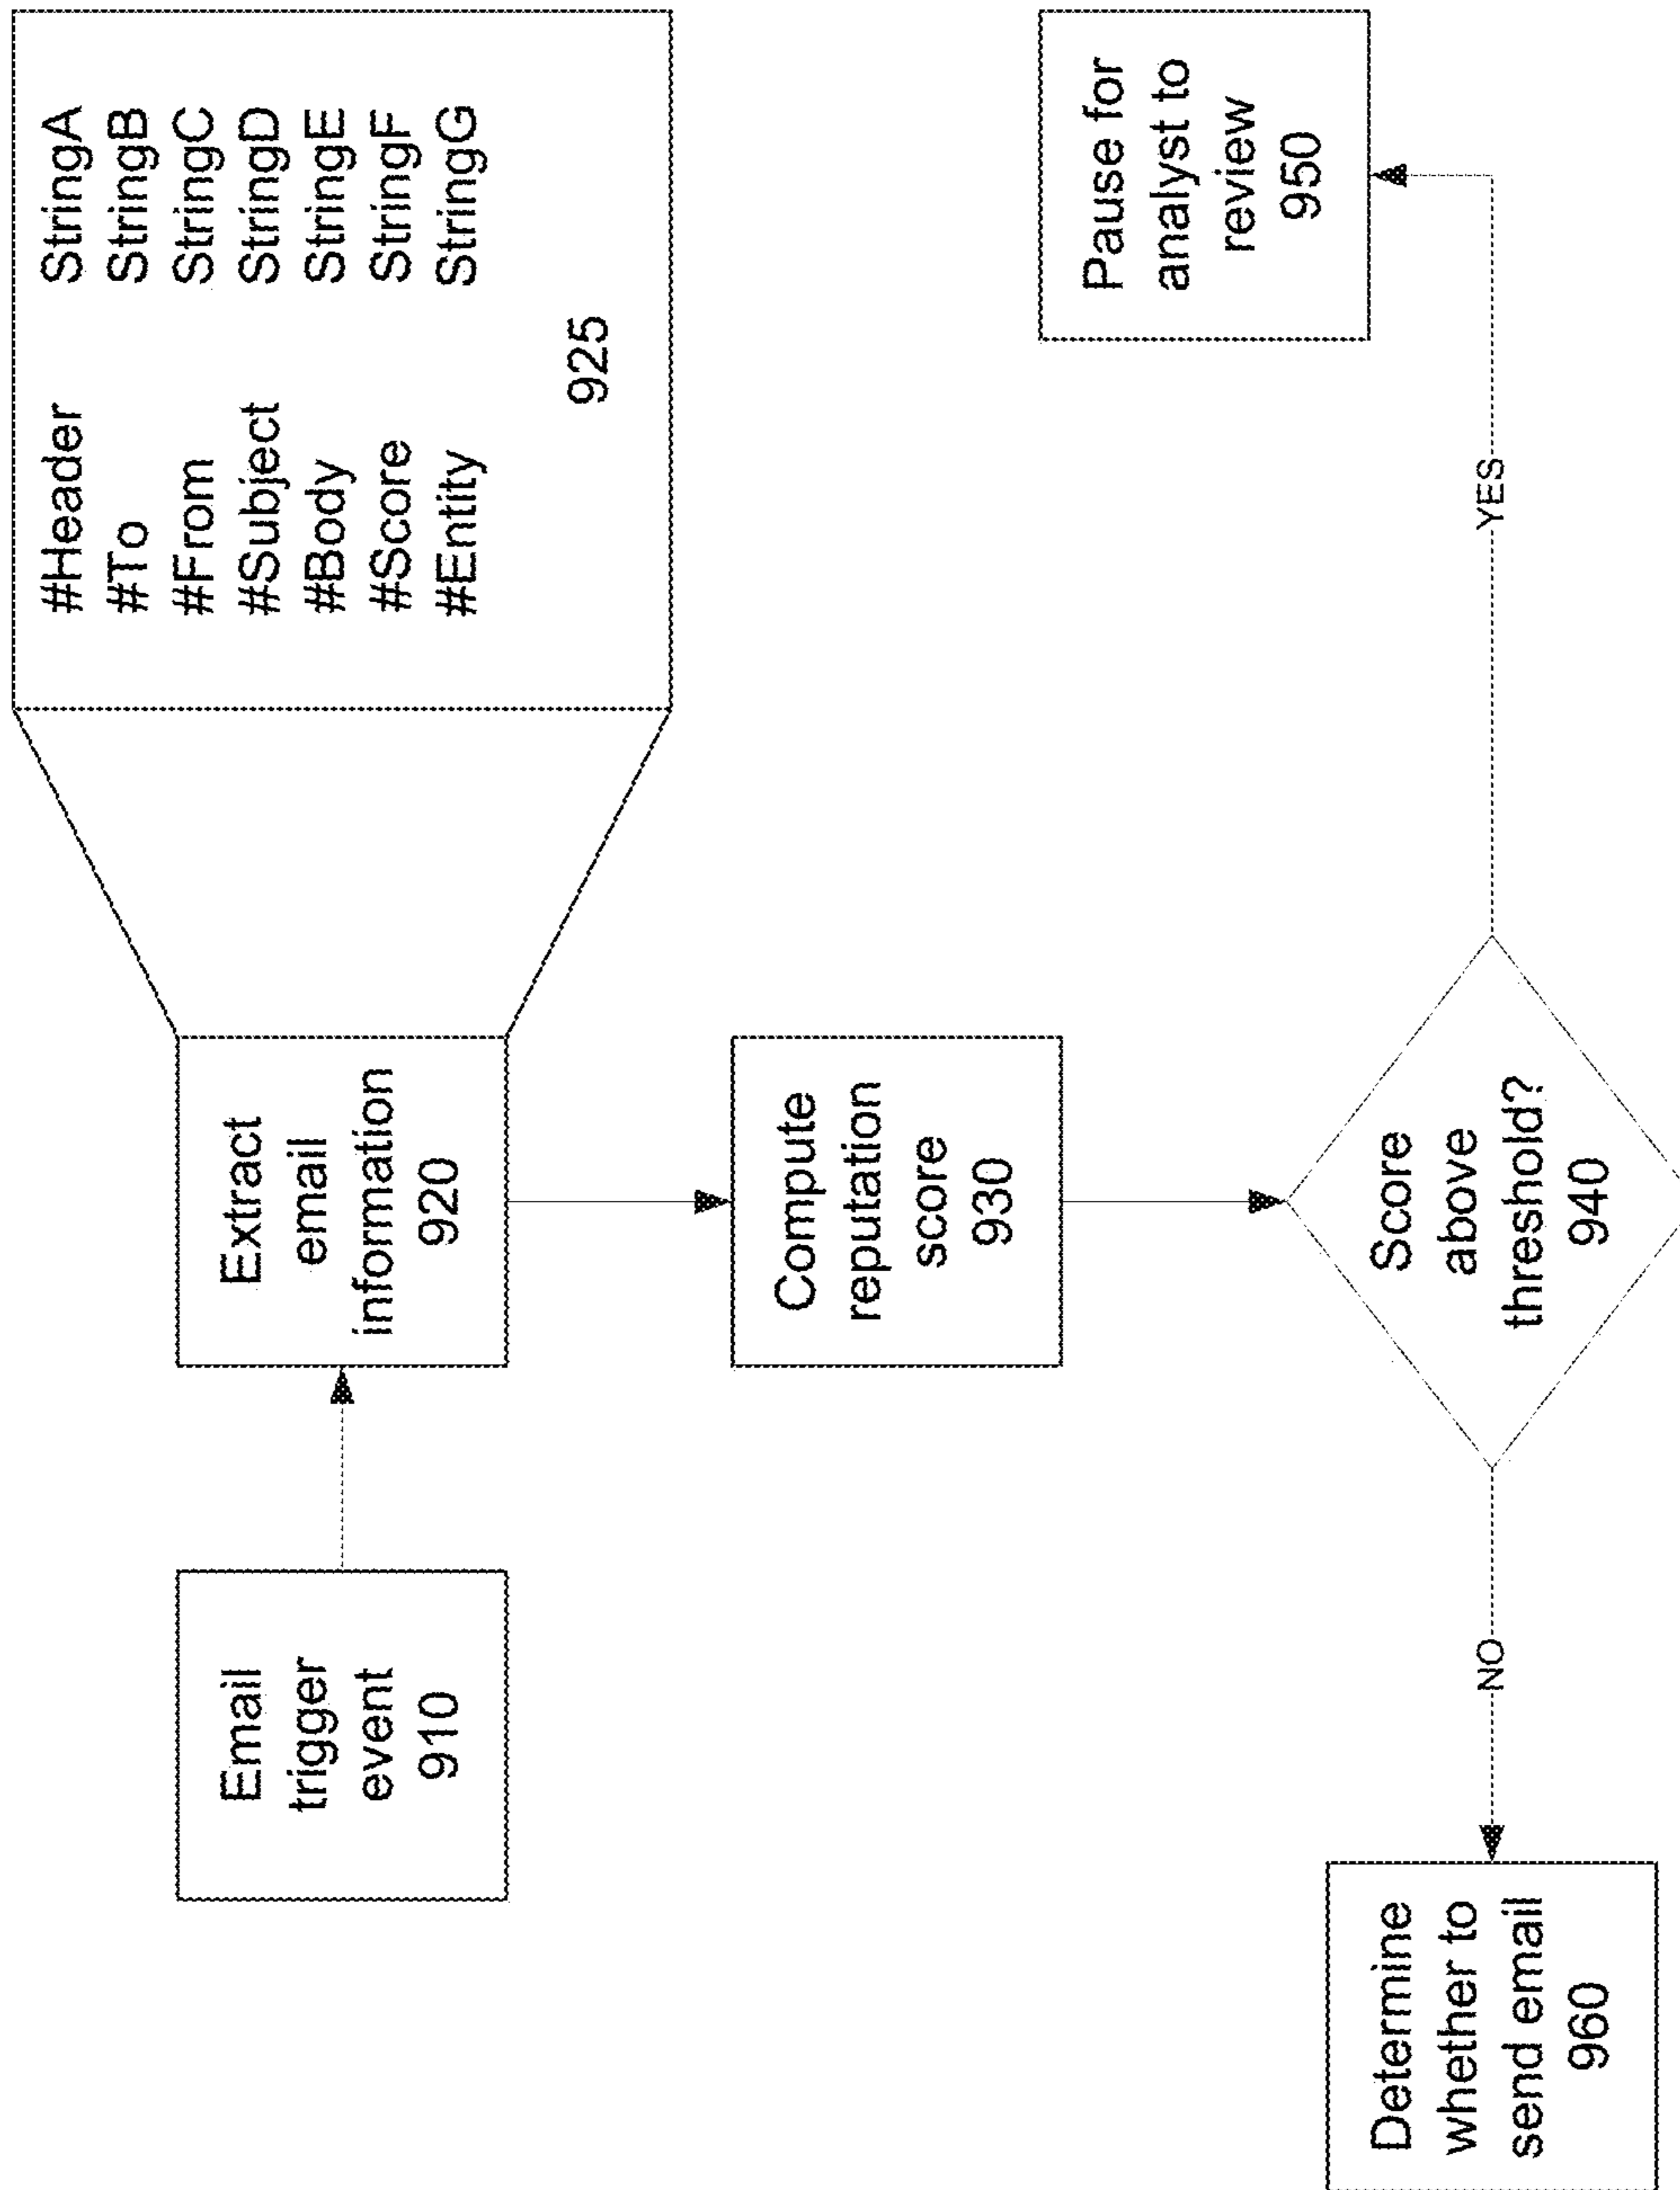 Email
trigger
event
910
Extract
email
information
920
#Header StringA
#To StringB
#From StringC
#Subject StringD
#Body StringE
#Score StringF
#Entity StringG
925
Compute
reputation
score
930
Score
above
threshold?
940
NO
YES
Determine
whether to
send email
960
Pause for
analyst to
review
950